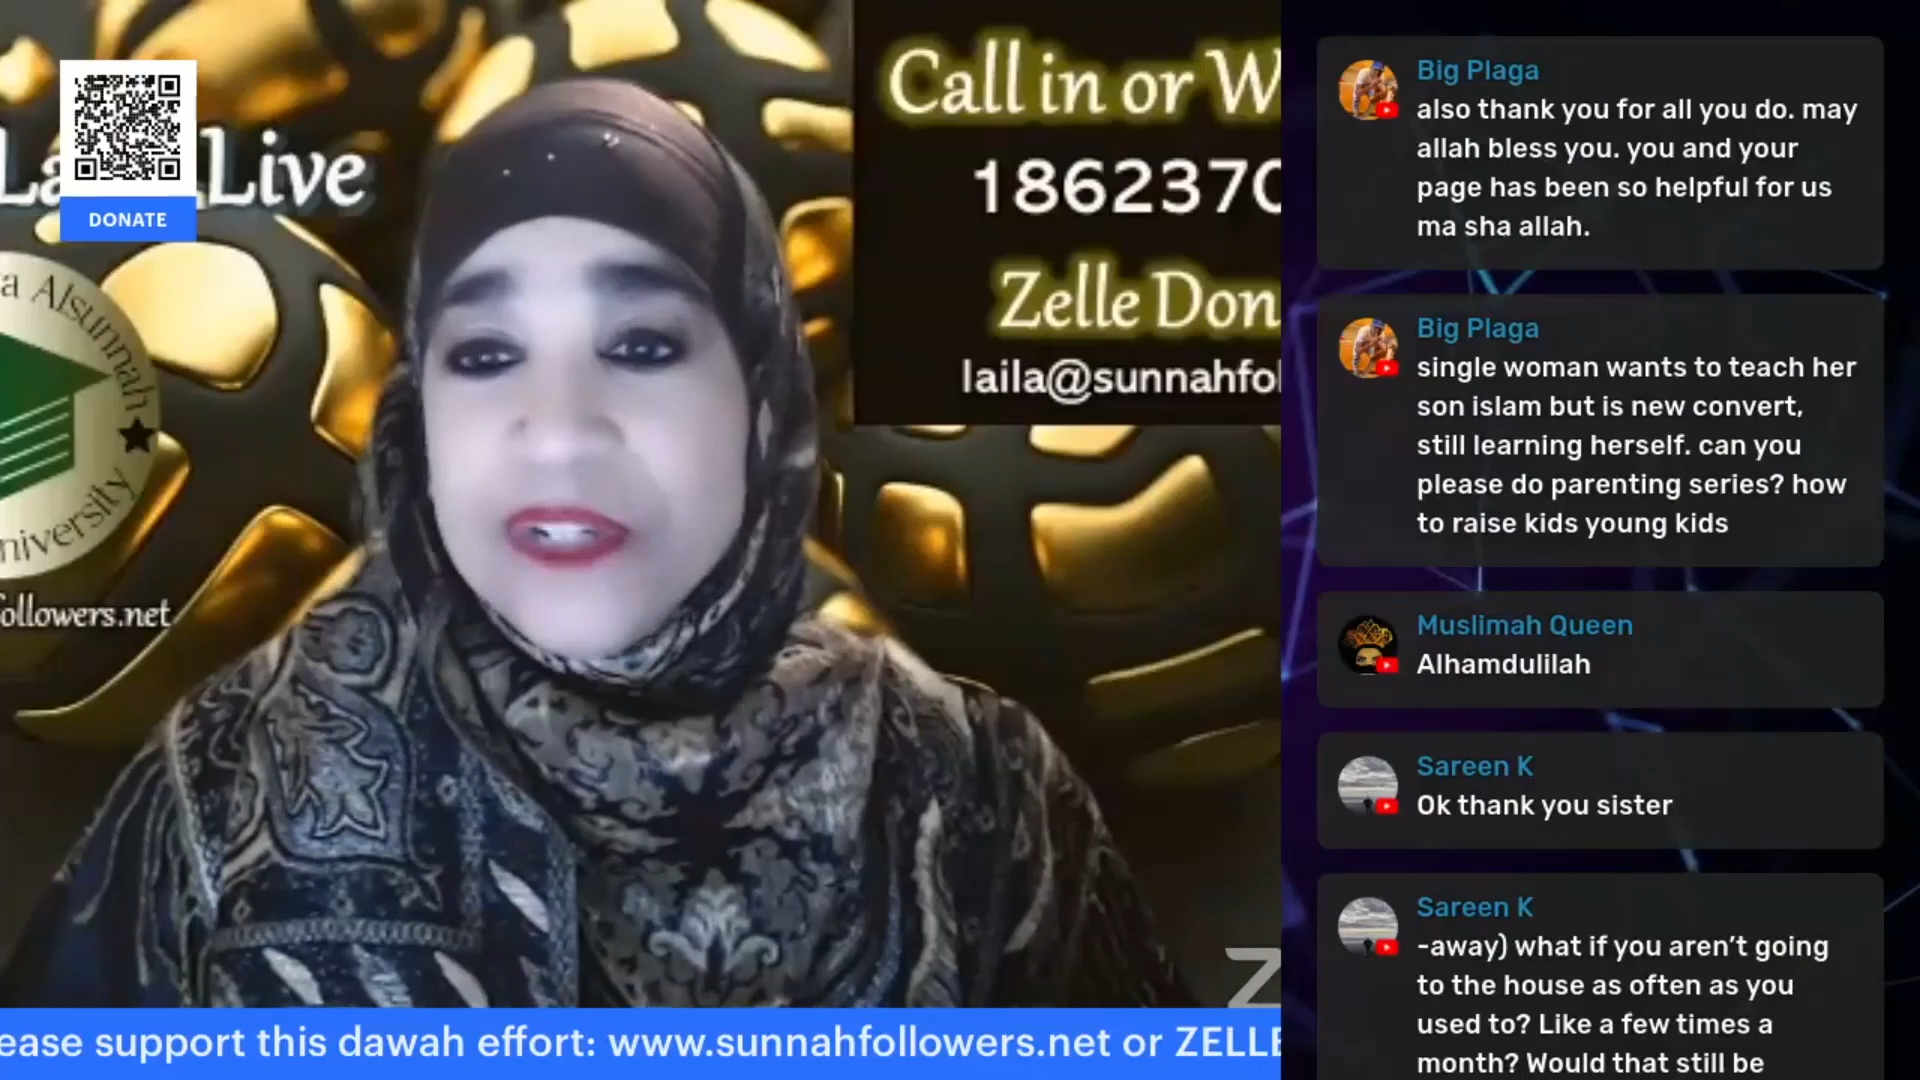 Live
DONATE
a Alsunnah
niversity
ollowers.net
Call in or W
1862370
Zelle Don
laila@sunnahfol
ease support this dawah effort: www.sunnahfollowers.net or ZELLE
Big Plaga
also thank you for all you do. may
allah bless you. you and your
page has been so helpful for us
ma sha allah.
Big Plaga
single woman wants to teach her
son islam but is new convert,
still learning herself. can you
please do parenting series? how
to raise kids young kids
Muslimah Queen
Alhamdulilah
Sareen K
Ok thank you sister
Sareen K
-away) what if you aren’t going
to the house as often as you
used to? Like a few times a
month? Would that still be